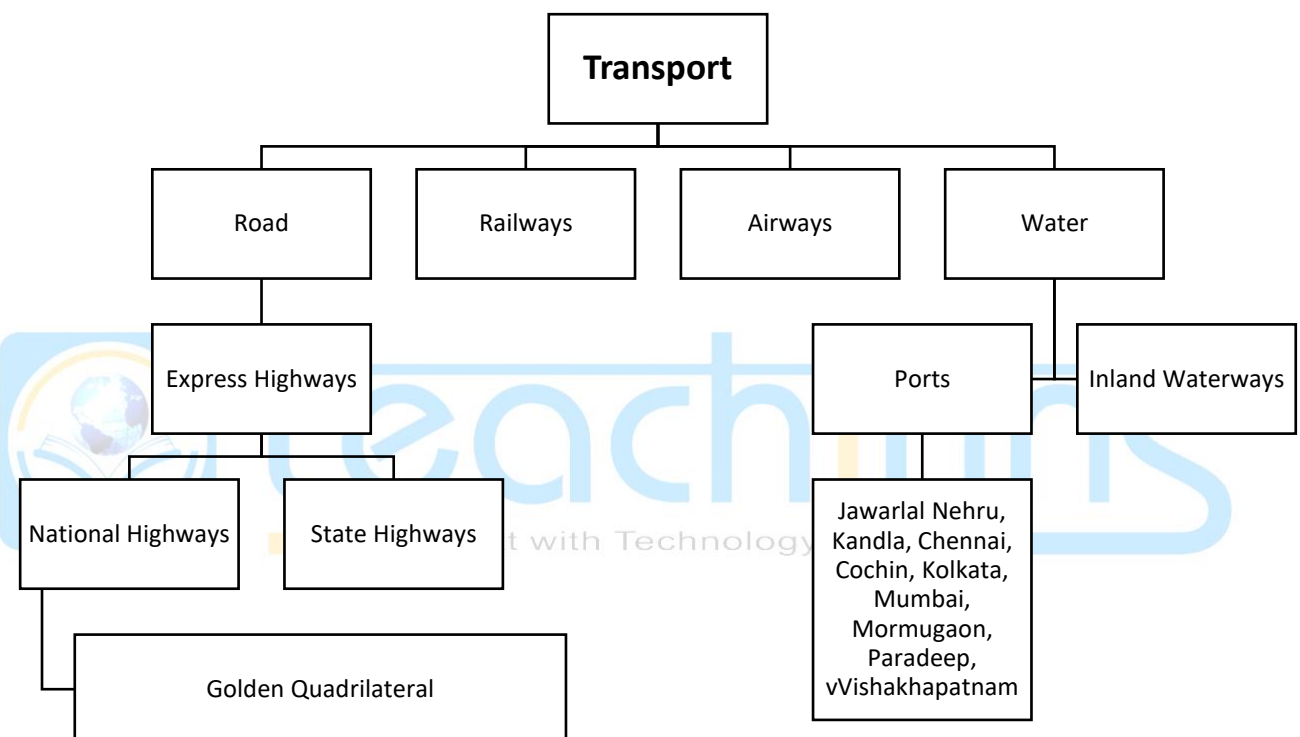 Transport
Road
Railways
Airways
Water
Express Highways
Ports
Inland Waterways
National Highways
State Highways
Jawarlal Nehru,
Kandla, Chennai,
Cochin, Kolkata,
Mumbai,
Mormugaon,
Paradeep,
vVishakhapatnam
Golden Quadrilateral
teachinns
t with Technology